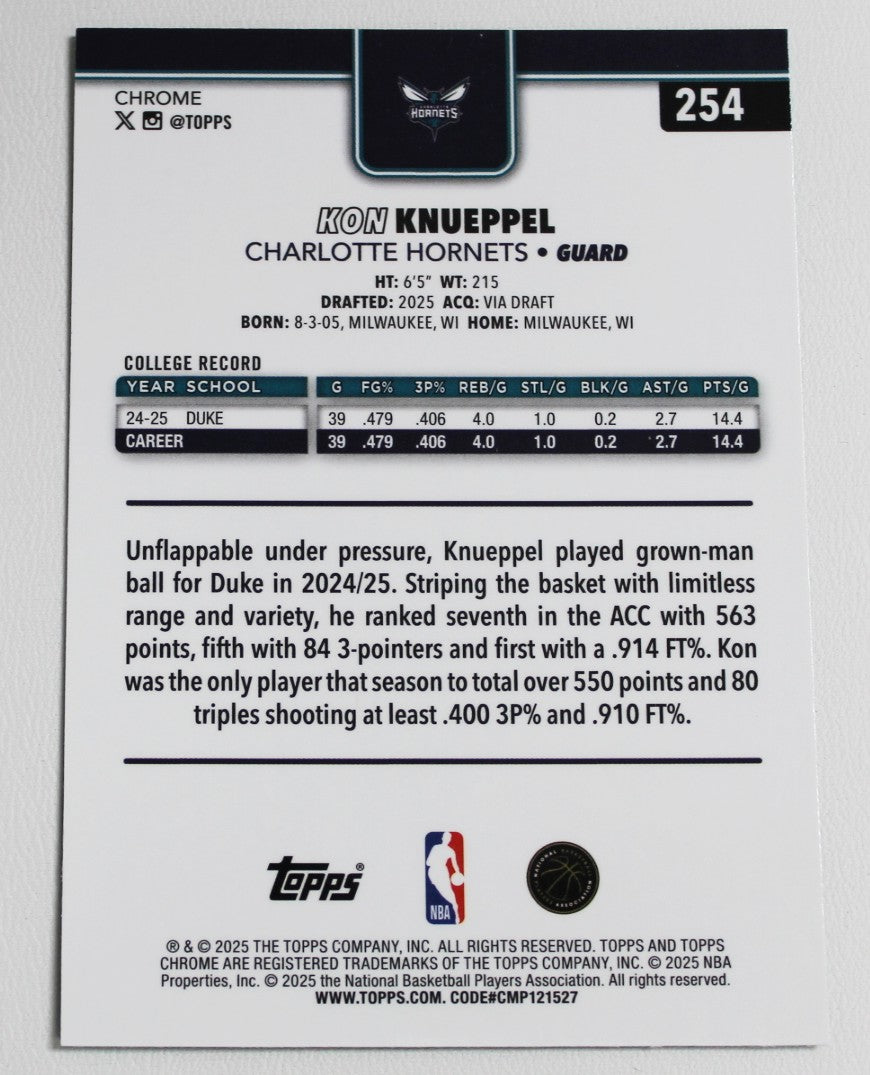 CHROME
@TOPPS
CHARLOTTE
HORNETS
254
KON KNUEPPEL
CHARLOTTE HORNETS • GUARD
HT: 6'5" WT: 215
DRAFTED: 2025 ACQ: VIA DRAFT
BORN: 8-3-05, MILWAUKEE, WI HOME: MILWAUKEE, WI
COLLEGE RECORD
YEAR SCHOOL G FG% 3P% REB/G STL/G BLK/G AST/G PTS/G
24-25 DUKE 39 .479 .406 4.0 1.0 0.2 2.7 14.4
CAREER 39 .479 .406 4.0 1.0 0.2 2.7 14.4
Unflappable under pressure, Knueppel played grown-man
ball for Duke in 2024/25. Striping the basket with limitless
range and variety, he ranked seventh in the ACC with 563
points, fifth with 84 3-pointers and first with a .914 FT%. Kon
was the only player that season to total over 550 points and 80
triples shooting at least .400 3P% and .910 FT%.
Topps®
NBA
NATIONAL BASKETBALL
PLAYERS ASSOCIATION
® & © 2025 THE TOPPS COMPANY, INC. ALL RIGHTS RESERVED. TOPPS AND TOPPS
CHROME ARE REGISTERED TRADEMARKS OF THE TOPPS COMPANY, INC. © 2025 NBA
Properties, Inc. © 2025 the National Basketball Players Association. All rights reserved.
WWW.TOPPS.COM. CODE#CMP121527